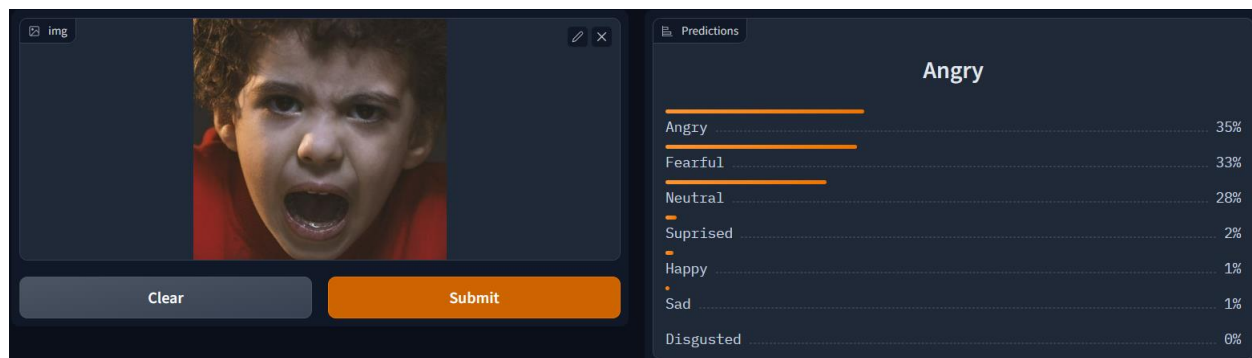 img
Clear
Submit
Predictions
Angry
Angry 35%
Fearful 33%
Neutral 28%
Suprised 2%
Happy 1%
Sad 1%
Disgusted 0%